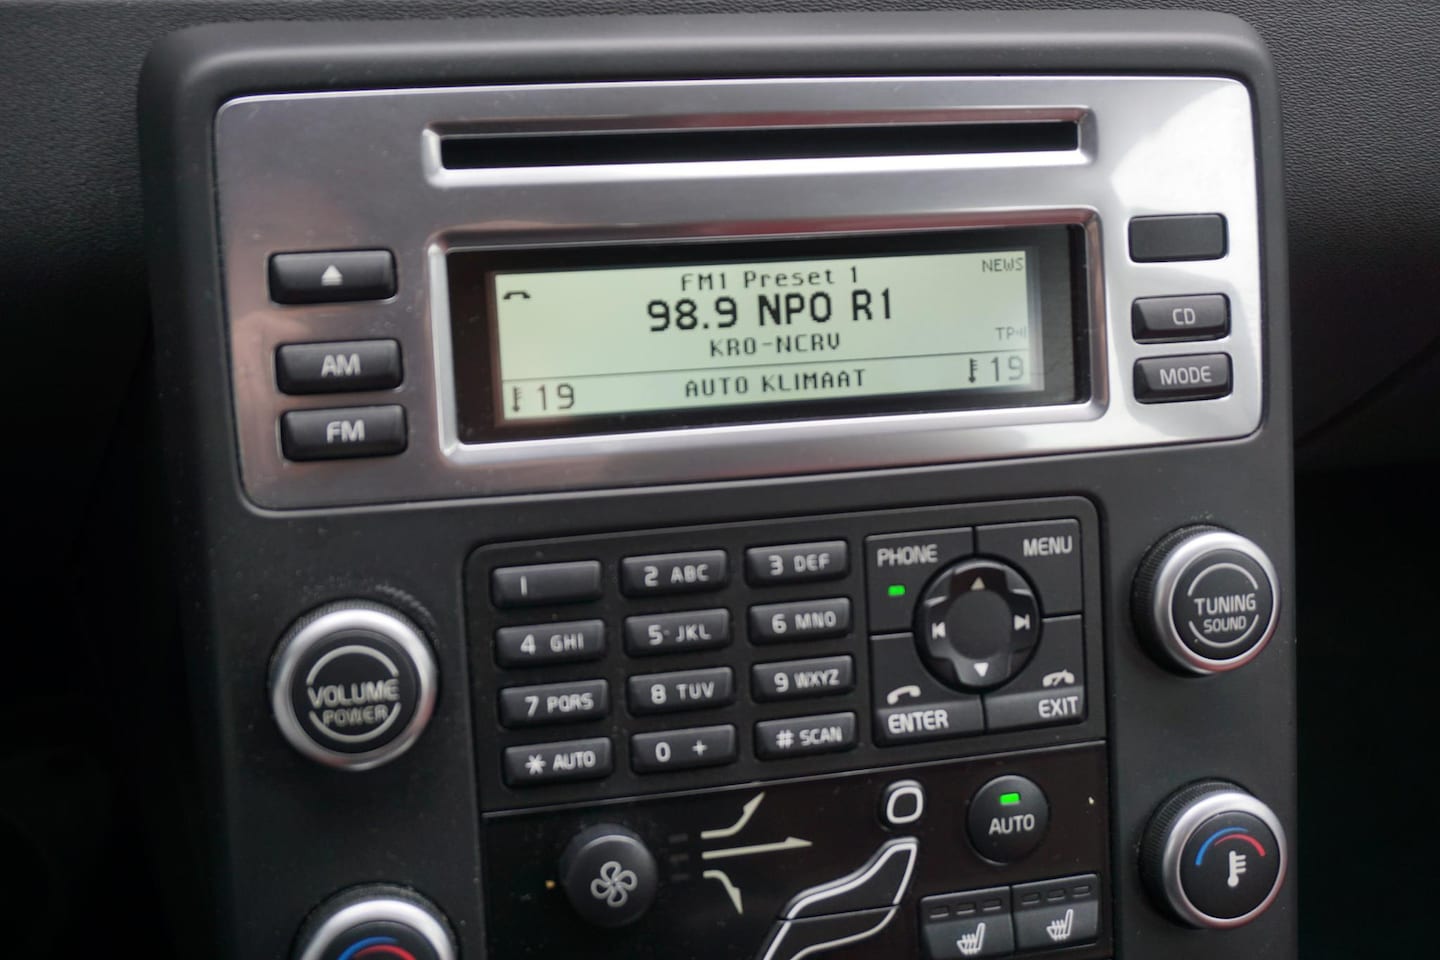 NEWS
FM1 Preset 1
98.9 NPO R1
KRO-NCRV
TP
19
AUTO KLIMAAT
19
AM
FM
CD
MODE
1
2 ABC
3 DEF
4 GHI
5 JKL
6 MNO
7 PQRS
8 TUV
9 WXYZ
* AUTO
0 +
# SCAN
PHONE
MENU
ENTER
EXIT
VOLUME
POWER
TUNING
SOUND
AUTO